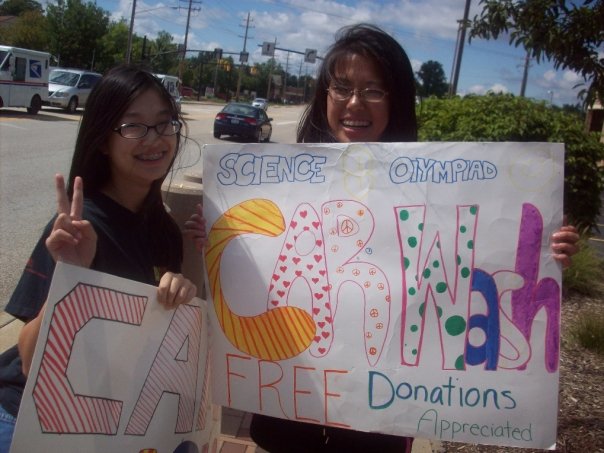 SCIENCE OLYMPIAD
CAR Wash
FREE Donations
Appreciated
CA